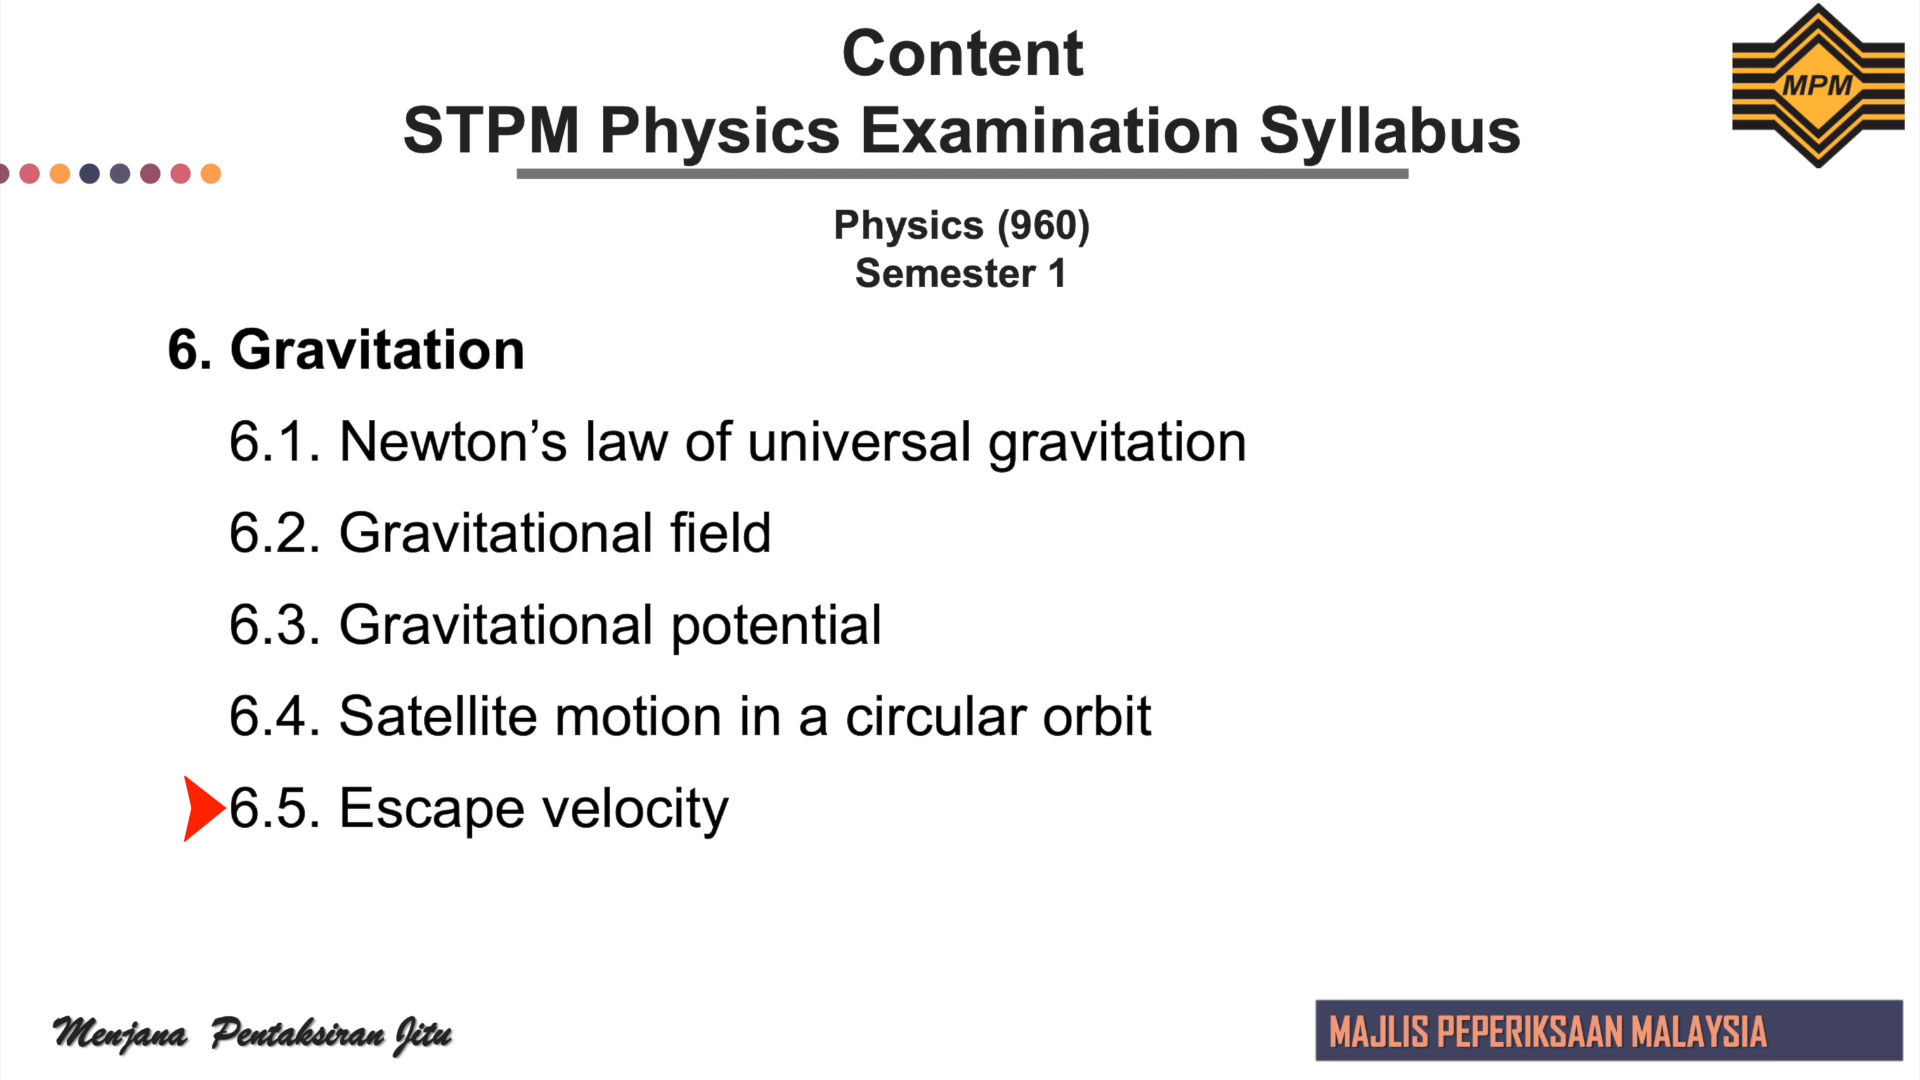 Content
STPM Physics Examination Syllabus
MPM
Physics (960)
Semester 1
6. Gravitation
6.1. Newton’s law of universal gravitation
6.2. Gravitational field
6.3. Gravitational potential
6.4. Satellite motion in a circular orbit
6.5. Escape velocity
Menjana Pentaksiran Jitu
MAJLIS PEPERIKSAAN MALAYSIA